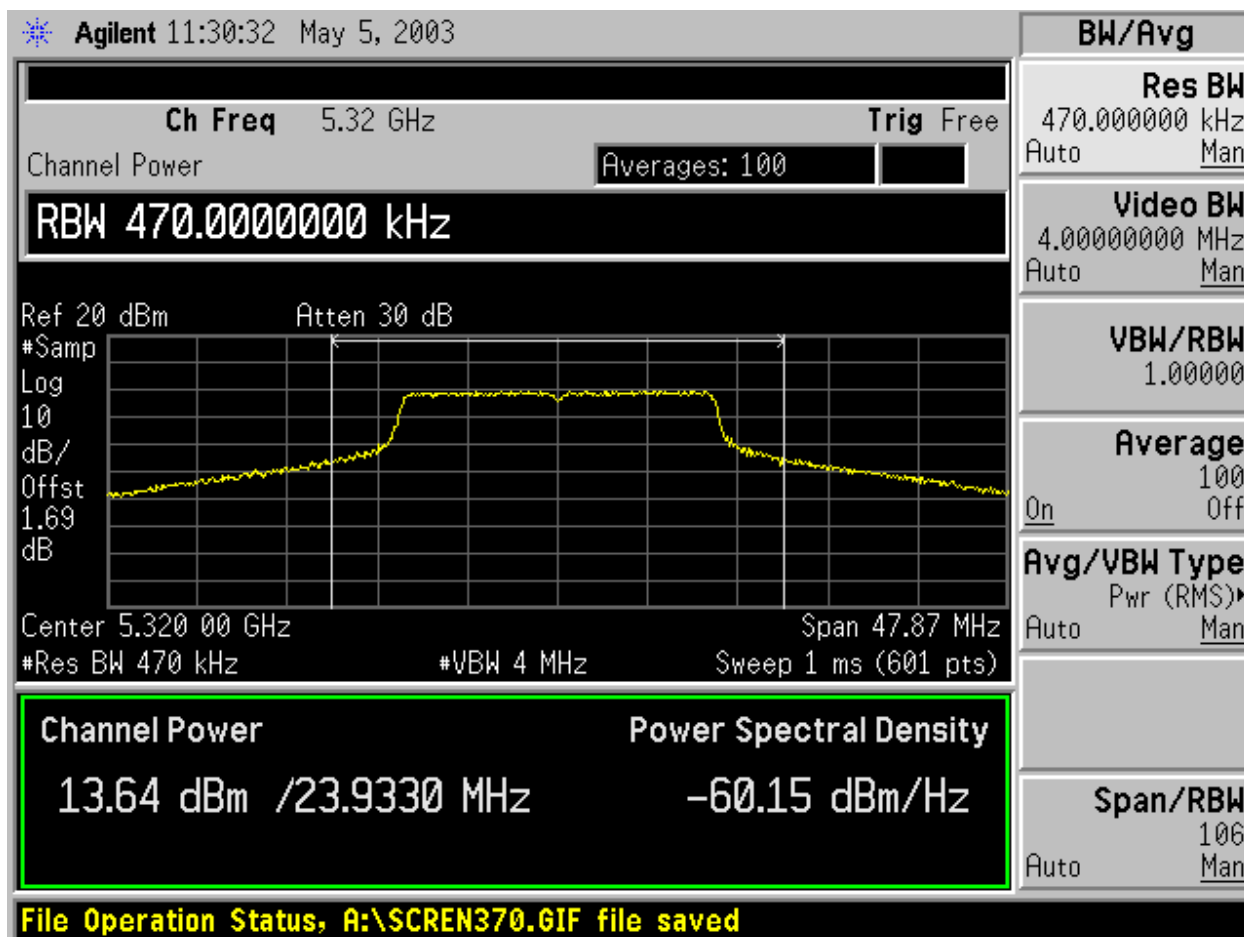 Agilent 11:30:32 May 5, 2003
BW/Avg
Ch Freq 5.32 GHz Trig Free
Channel Power Averages: 100
RBW 470.0000000 kHz
Ref 20 dBm Atten 30 dB
#Samp
Log
10
dB/
Offst
1.69
dB
Center 5.320 00 GHz Span 47.87 MHz
#Res BW 470 kHz #VBW 4 MHz Sweep 1 ms (601 pts)
Channel Power Power Spectral Density
13.64 dBm /23.9330 MHz -60.15 dBm/Hz
Res BW
470.000000 kHz
Auto Man
Video BW
4.00000000 MHz
Auto Man
VBW/RBW
1.00000
Average
100
On Off
Avg/VBW Type
Pwr (RMS)
Auto Man
Span/RBW
106
Auto Man
File Operation Status, A:\SCREN370.GIF file saved